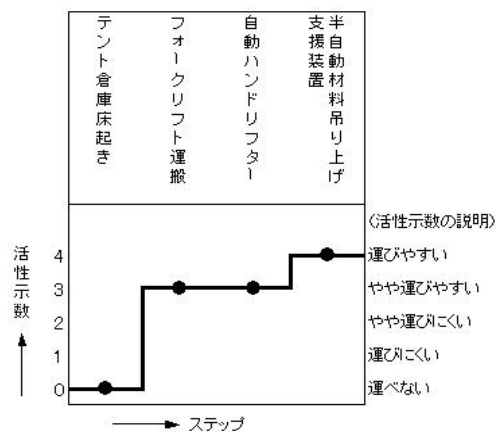 テント倉庫床起き
フォークリフト運搬
自動ハンドリフター
半自動材料吊り上げ
支援装置
(活性示数の説明)
活性示数
4
運びやすい
3
やや運びやすい
2
やや運びにくい
1
運びにくい
0
運べない
ステップ